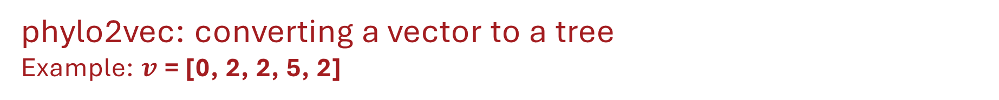 phylo2vec: converting a vector to a tree
Example: 𝒗 = [0, 2, 2, 5, 2]